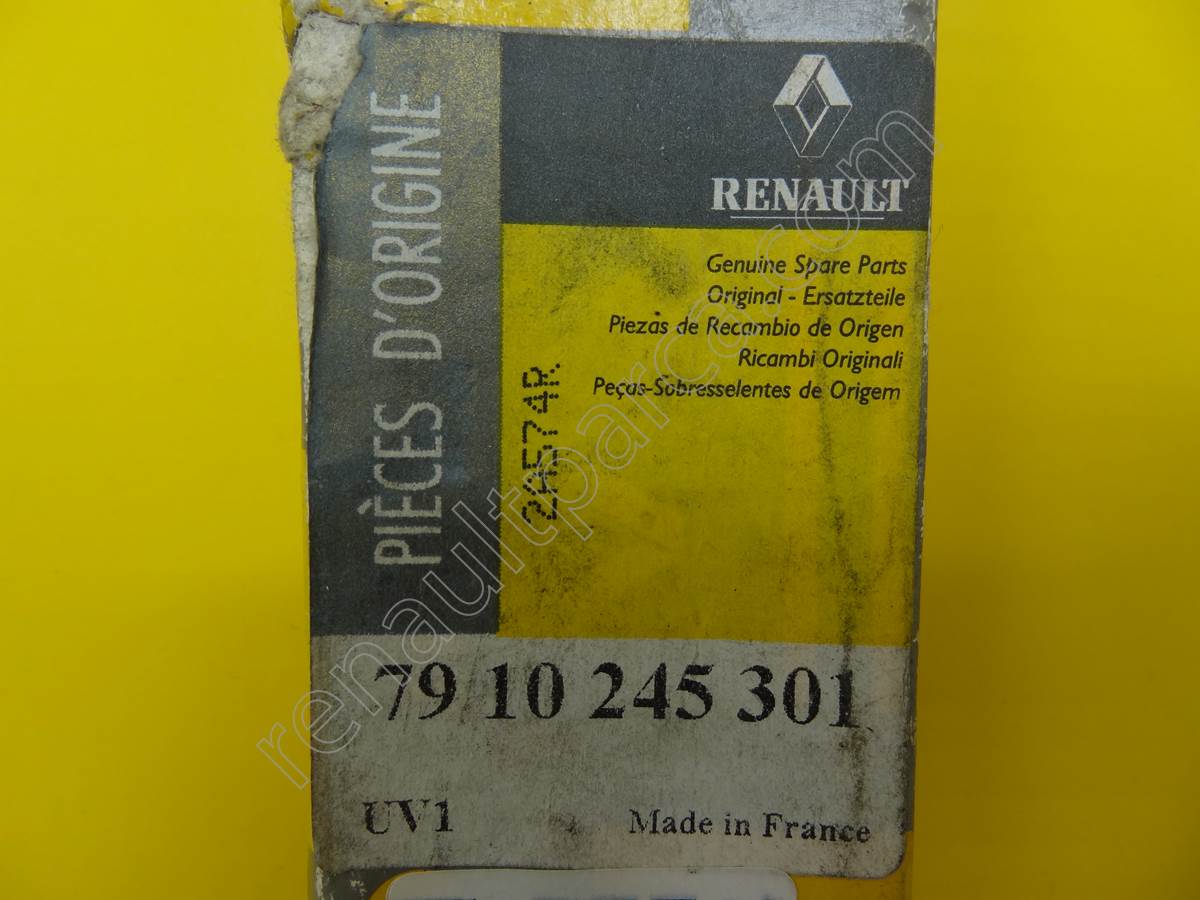 PIÈCES D'ORIGINE
RENAULT
Genuine Spare Parts
Original - Ersatzteile
Piezas de Recambio de Origen
Ricambi Originali
Peças-Sobresselentes de Origem
2A574R
79 10 245 301
UV1
Made in France
renaultparca.com